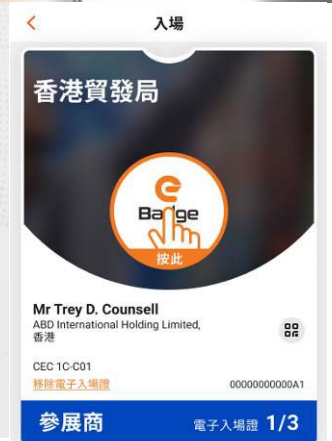 入場
香港貿發局
e
Badge
按此
Mr Trey D. Counsell
ABD International Holding Limited,
香港
CEC 1C-C01
移除電子入場證
00000000000A1
參展商
電子入場證 1/3